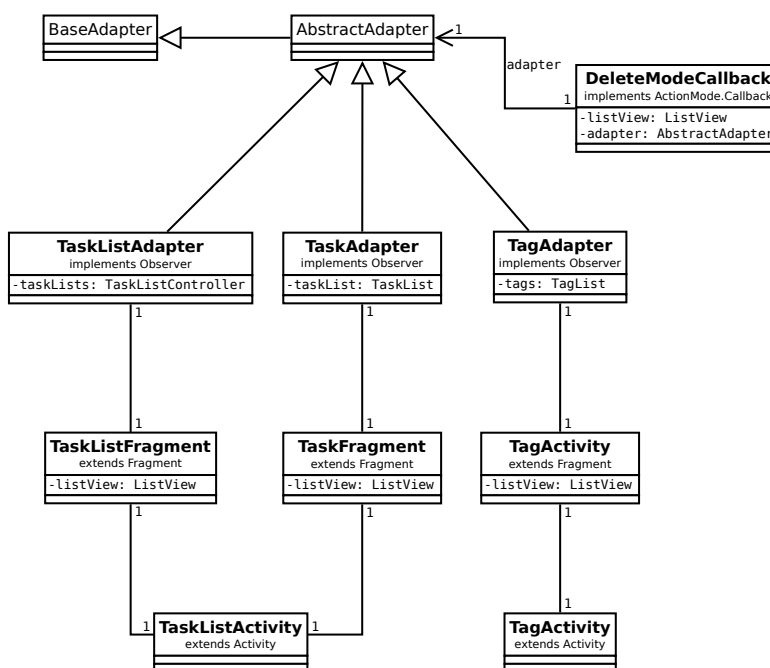 BaseAdapter
AbstractAdapter
1
adapter
1
DeleteModeCallback
implements ActionMode.Callback
-listView: ListView
-adapter: AbstractAdapter
TaskListAdapter
implements Observer
-taskLists: TaskListController
TaskAdapter
implements Observer
-taskList: TaskList
TagAdapter
implements Observer
-tags: TagList
1
1
1
1
1
1
TaskListFragment
extends Fragment
-listView: ListView
TaskFragment
extends Fragment
-listView: ListView
TagActivity
extends Fragment
-listView: ListView
1
1
1
1
1
1
TaskListActivity
extends Activity
TagActivity
extends Activity